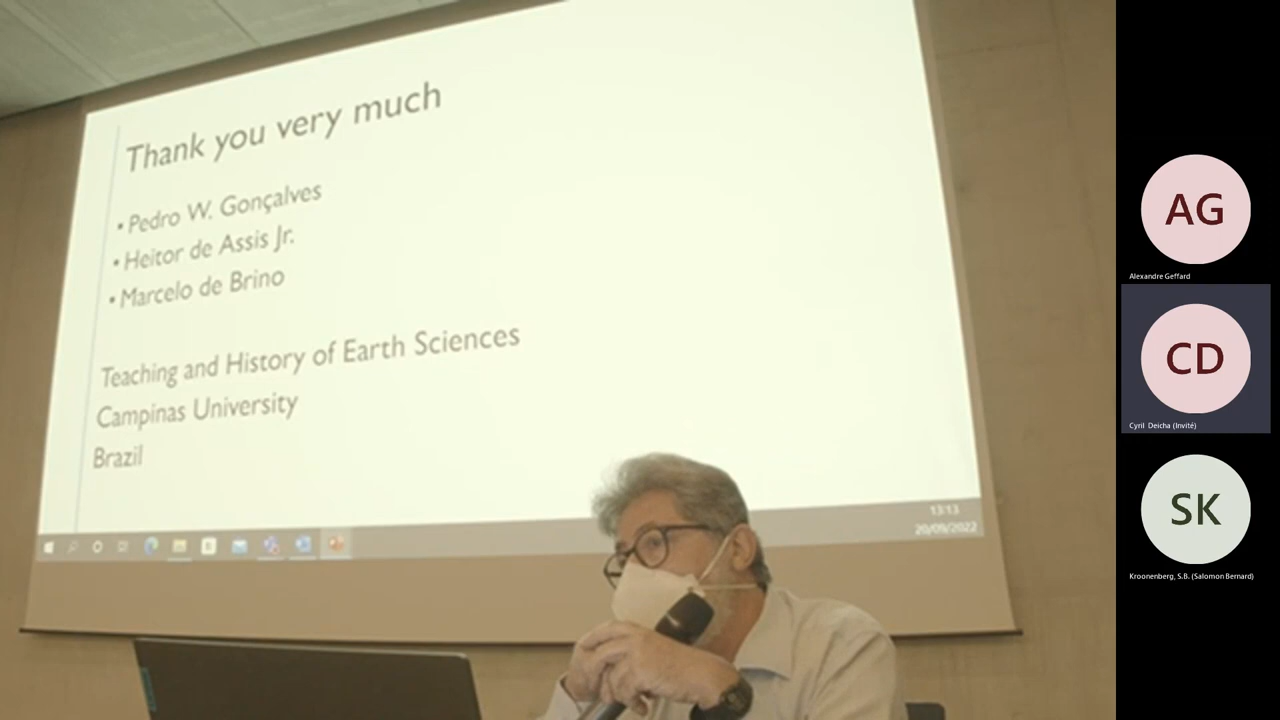 Thank you very much
• Pedro W. Gonçalves
• Heitor de Assis Jr.
• Marcelo de Brino
Teaching and History of Earth Sciences
Campinas University
Brazil
13:13
20/09/2022
AG
Alexandre Geffard
CD
Cyril Deicha (Invité)
SK
Kroonenberg, S.B. (Salomon Bernard)